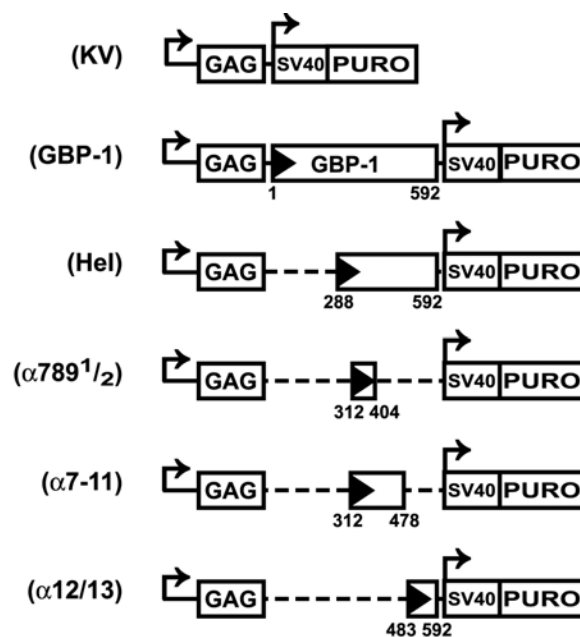 (KV) GAG SV40 PURO
(GBP-1) GAG GBP-1 SV40 PURO
1 592
(Hel) GAG SV40 PURO
288 592
(α789¹/₂) GAG SV40 PURO
312 404
(α7-11) GAG SV40 PURO
312 478
(α12/13) GAG SV40 PURO
483 592